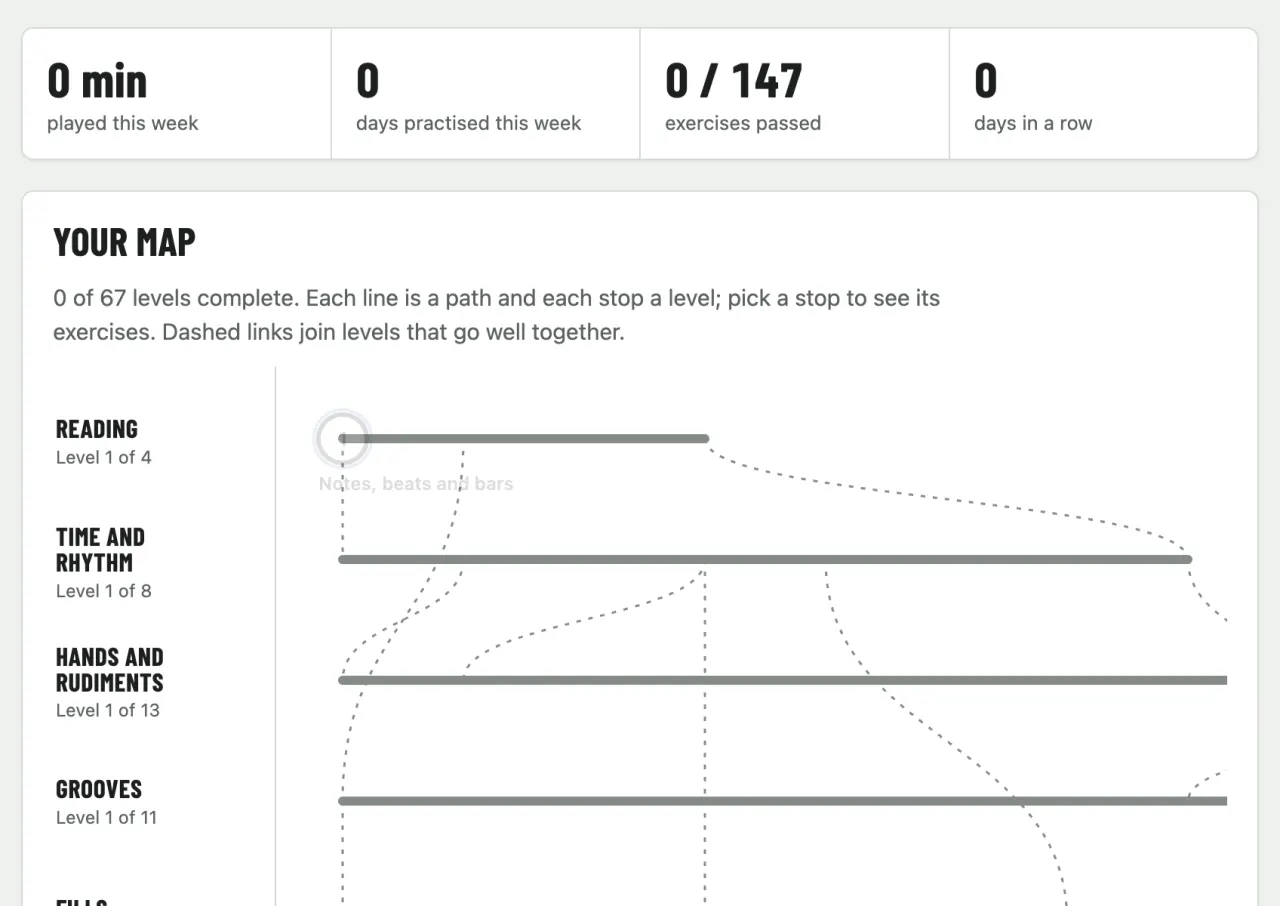 0 min
played this week
0
days practised this week
0 / 147
exercises passed
0
days in a row
YOUR MAP
0 of 67 levels complete. Each line is a path and each stop a level; pick a stop to see its
exercises. Dashed links join levels that go well together.
READING
Level 1 of 4
Notes, beats and bars
TIME AND
RHYTHM
Level 1 of 8
HANDS AND
RUDIMENTS
Level 1 of 13
GROOVES
Level 1 of 11
FILLS